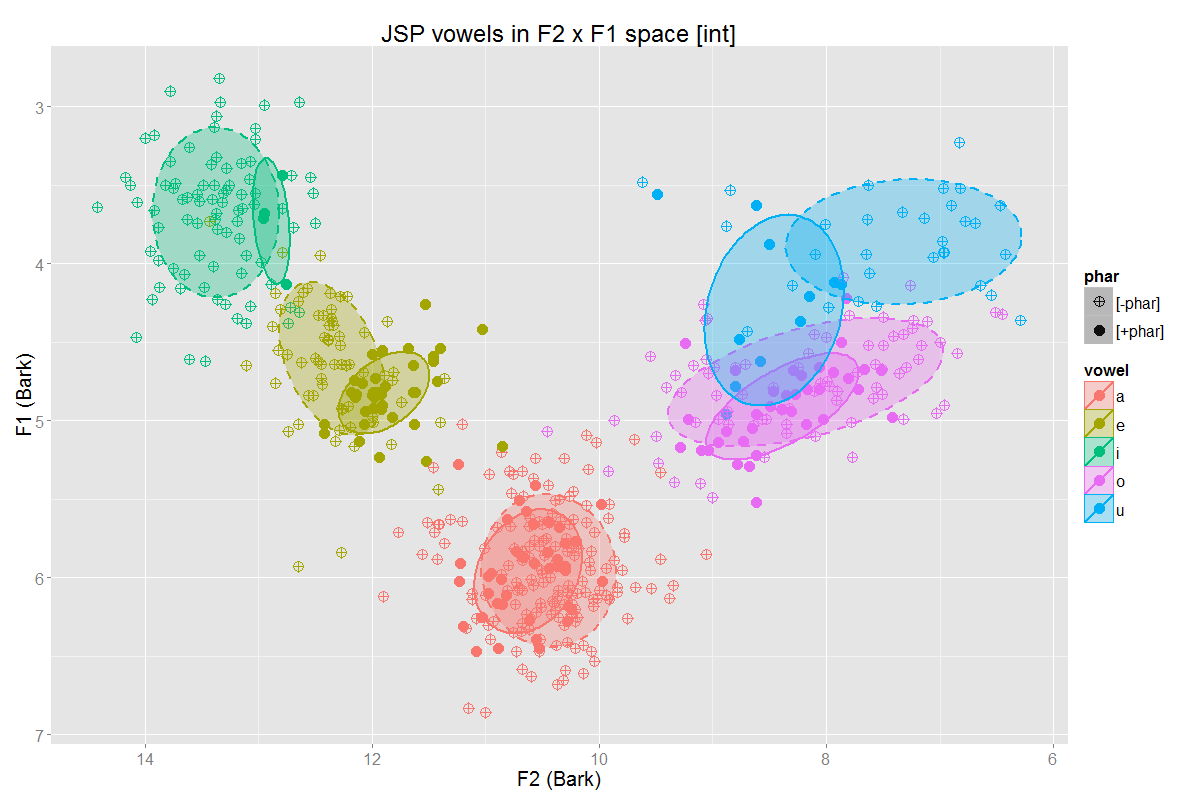 JSP vowels in F2 x F1 space [int]
F1 (Bark)
3
4
5
6
7
14
12
10
8
6
F2 (Bark)
phar
[-phar]
[+phar]
vowel
a
e
i
o
u